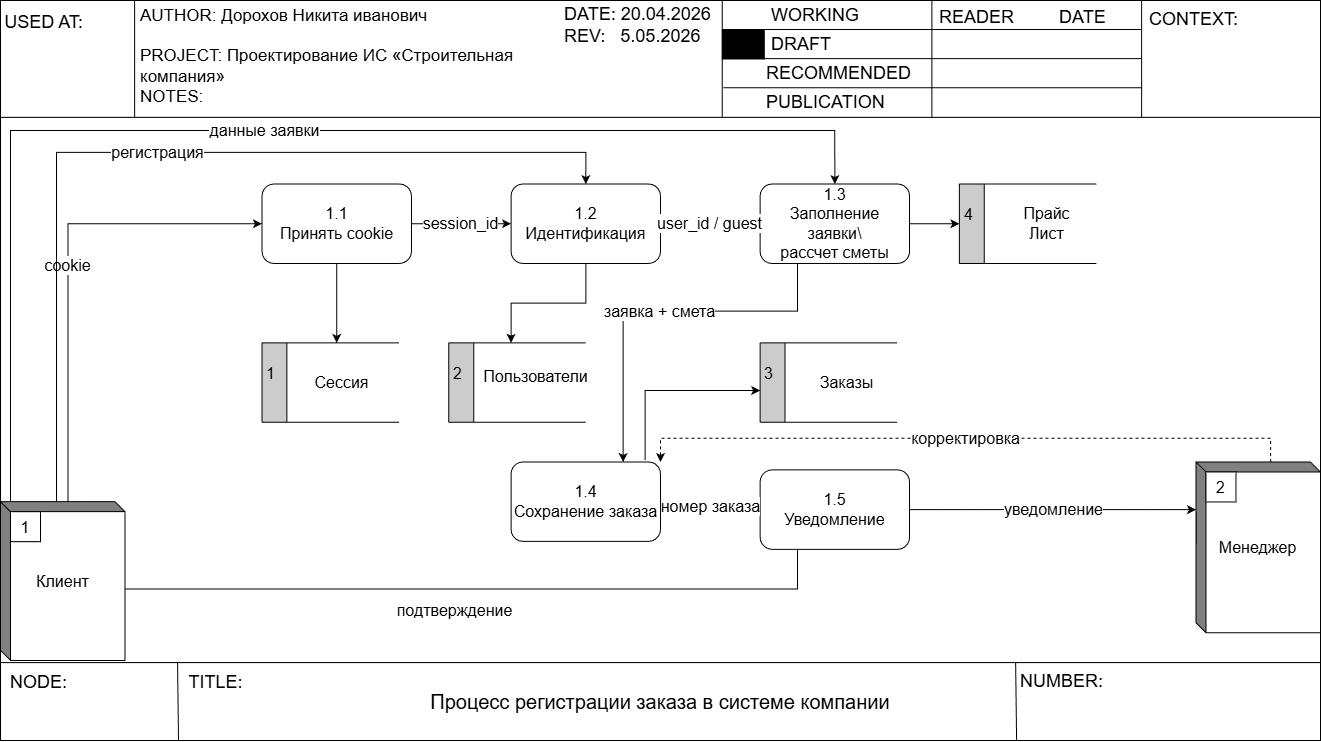 USED AT:
AUTHOR: Дорохов Никита иванович
PROJECT: Проектирование ИС «Строительная
компания»
NOTES:
DATE: 20.04.2026
REV: 5.05.2026
WORKING
DRAFT
RECOMMENDED
PUBLICATION
READER DATE
CONTEXT:
данные заявки
регистрация
cookie
1.1
Принять cookie
session_id
1.2
Идентификация
user_id / guest
1.3
Заполнение
заявки\
рассчет сметы
4
Прайс
Лист
заявка + смета
1
Сессия
2
Пользователи
3
Заказы
корректировка
1.4
Сохранение заказа
номер заказа
1.5
Уведомление
уведомление
2
Менеджер
1
Клиент
подтверждение
NODE:
TITLE:
Процесс регистрации заказа в системе компании
NUMBER: